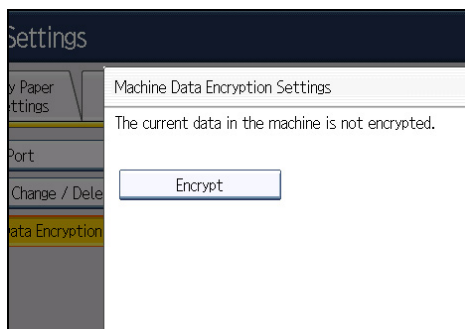 Settings
y Paper
ttings
Machine Data Encryption Settings
The current data in the machine is not encrypted.
Port
Change / Dele
Data Encryption
Encrypt